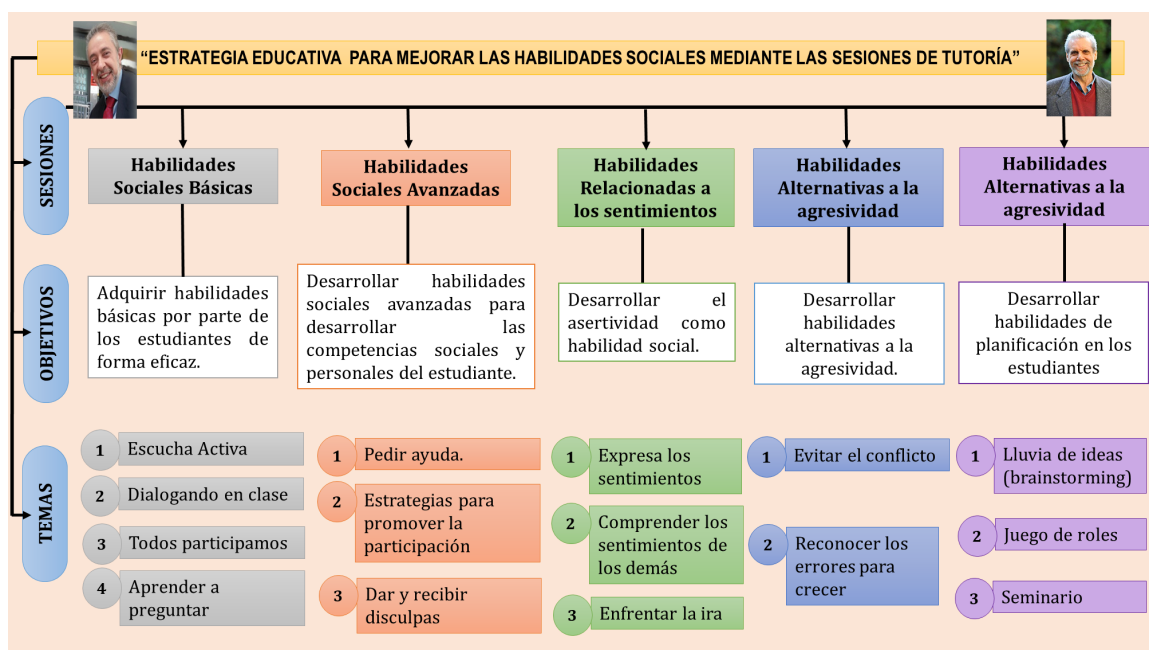 “ESTRATEGIA EDUCATIVA PARA MEJORAR LAS HABILIDADES SOCIALES MEDIANTE LAS SESIONES DE TUTORÍA”
SESIONES
Habilidades
Sociales Básicas
Habilidades
Sociales Avanzadas
Habilidades
Relacionadas a
los sentimientos
Habilidades
Alternativas a la
agresividad
Habilidades
Alternativas a la
agresividad
OBJETIVOS
Adquirir habilidades
básicas por parte de
los estudiantes de
forma eficaz.
Desarrollar habilidades
sociales avanzadas para
desarrollar las
competencias sociales y
personales del estudiante.
Desarrollar el
asertividad como
habilidad social.
Desarrollar
habilidades
alternativas a la
agresividad.
Desarrollar
habilidades de
planificación en los
estudiantes
TEMAS
1 Escucha Activa
2 Dialogando en clase
3 Todos participamos
4 Aprender a
preguntar
1 Pedir ayuda.
2 Estrategias para
promover la
participación
3 Dar y recibir
disculpas
1 Expresa los
sentimientos
2 Comprender los
sentimientos de
los demás
3 Enfrentar la ira
1 Evitar el conflicto
2 Reconocer los
errores para
crecer
1 Lluvia de ideas
(brainstorming)
2 Juego de roles
3 Seminario